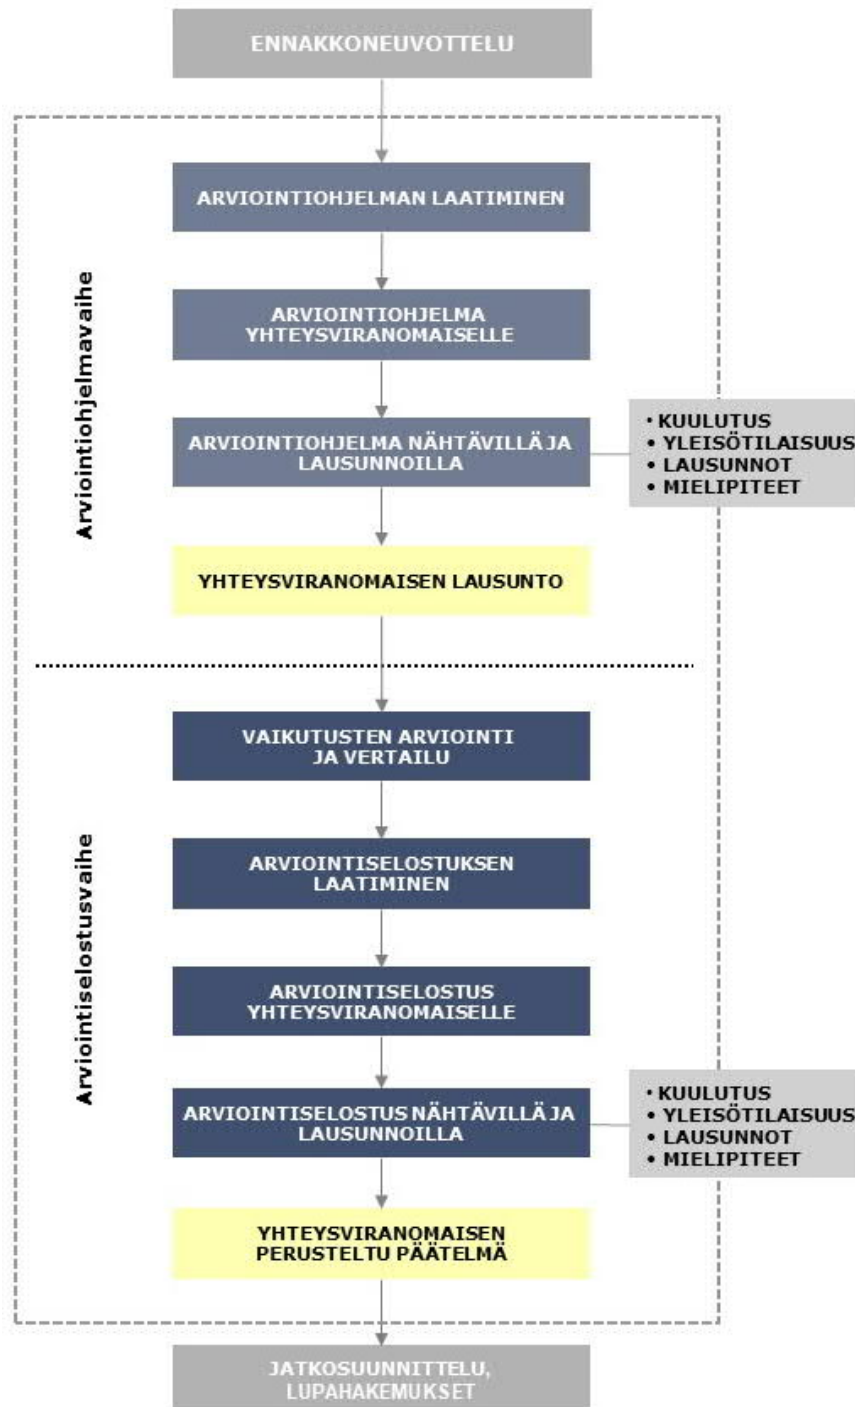 ENNAKKONEUVOTTELU
Arviointiohjelmavaihe
ARVIOINTIOHJELMAN LAATIMINEN
ARVIOINTIOHJELMA
YHTEYSVIRANOMAISELLE
ARVIOINTIOHJELMA NÄHTÄVILLÄ JA
LAUSUNNOILLA
• KUULUTUS
• YLEISÖTILAISUUS
• LAUSUNNOT
• MIELIPITEET
YHTEYSVIRANOMAISEN LAUSUNTO
Arviointiselostusvaihe
VAIKUTUSTEN ARVIOINTI
JA VERTAILU
ARVIOINTISELOSTUKSEN
LAATIMINEN
ARVIOINTISELOSTUS
YHTEYSVIRANOMAISELLE
ARVIOINTISELOSTUS NÄHTÄVILLÄ JA
LAUSUNNOILLA
• KUULUTUS
• YLEISÖTILAISUUS
• LAUSUNNOT
• MIELIPITEET
YHTEYSVIRANOMAISEN
PERUSTELTU PÄÄTELMÄ
JATKOSUUNNITTELU,
LUPAHAKEMUKSET